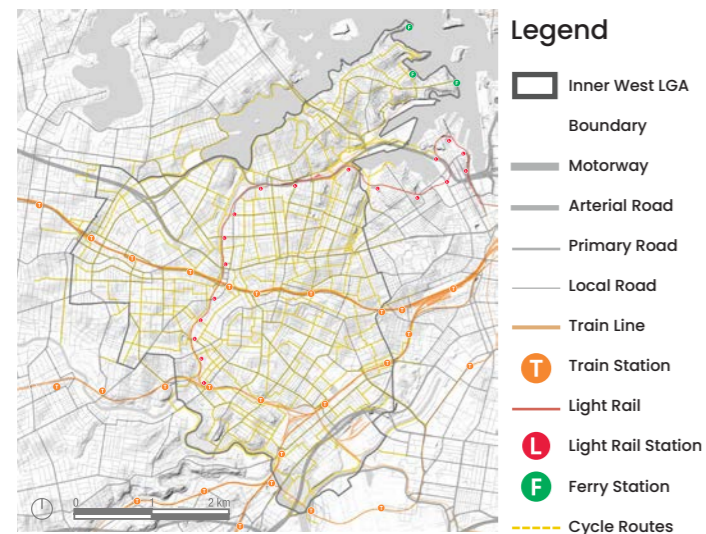 Legend
Inner West LGA
Boundary
Motorway
Arterial Road
Primary Road
Local Road
Train Line
T
Train Station
Light Rail
L
Light Rail Station
F
Ferry Station
Cycle Routes
0 1 2 km